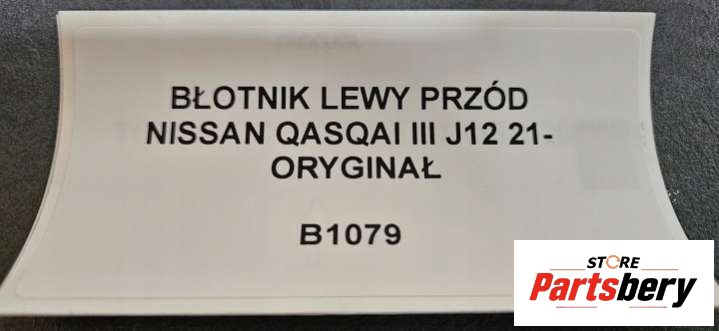 BŁOTNIK LEWY PRZÓD
NISSAN QASQAI III J12 21-
ORYGINAŁ
B1079
STORE
Partsbery